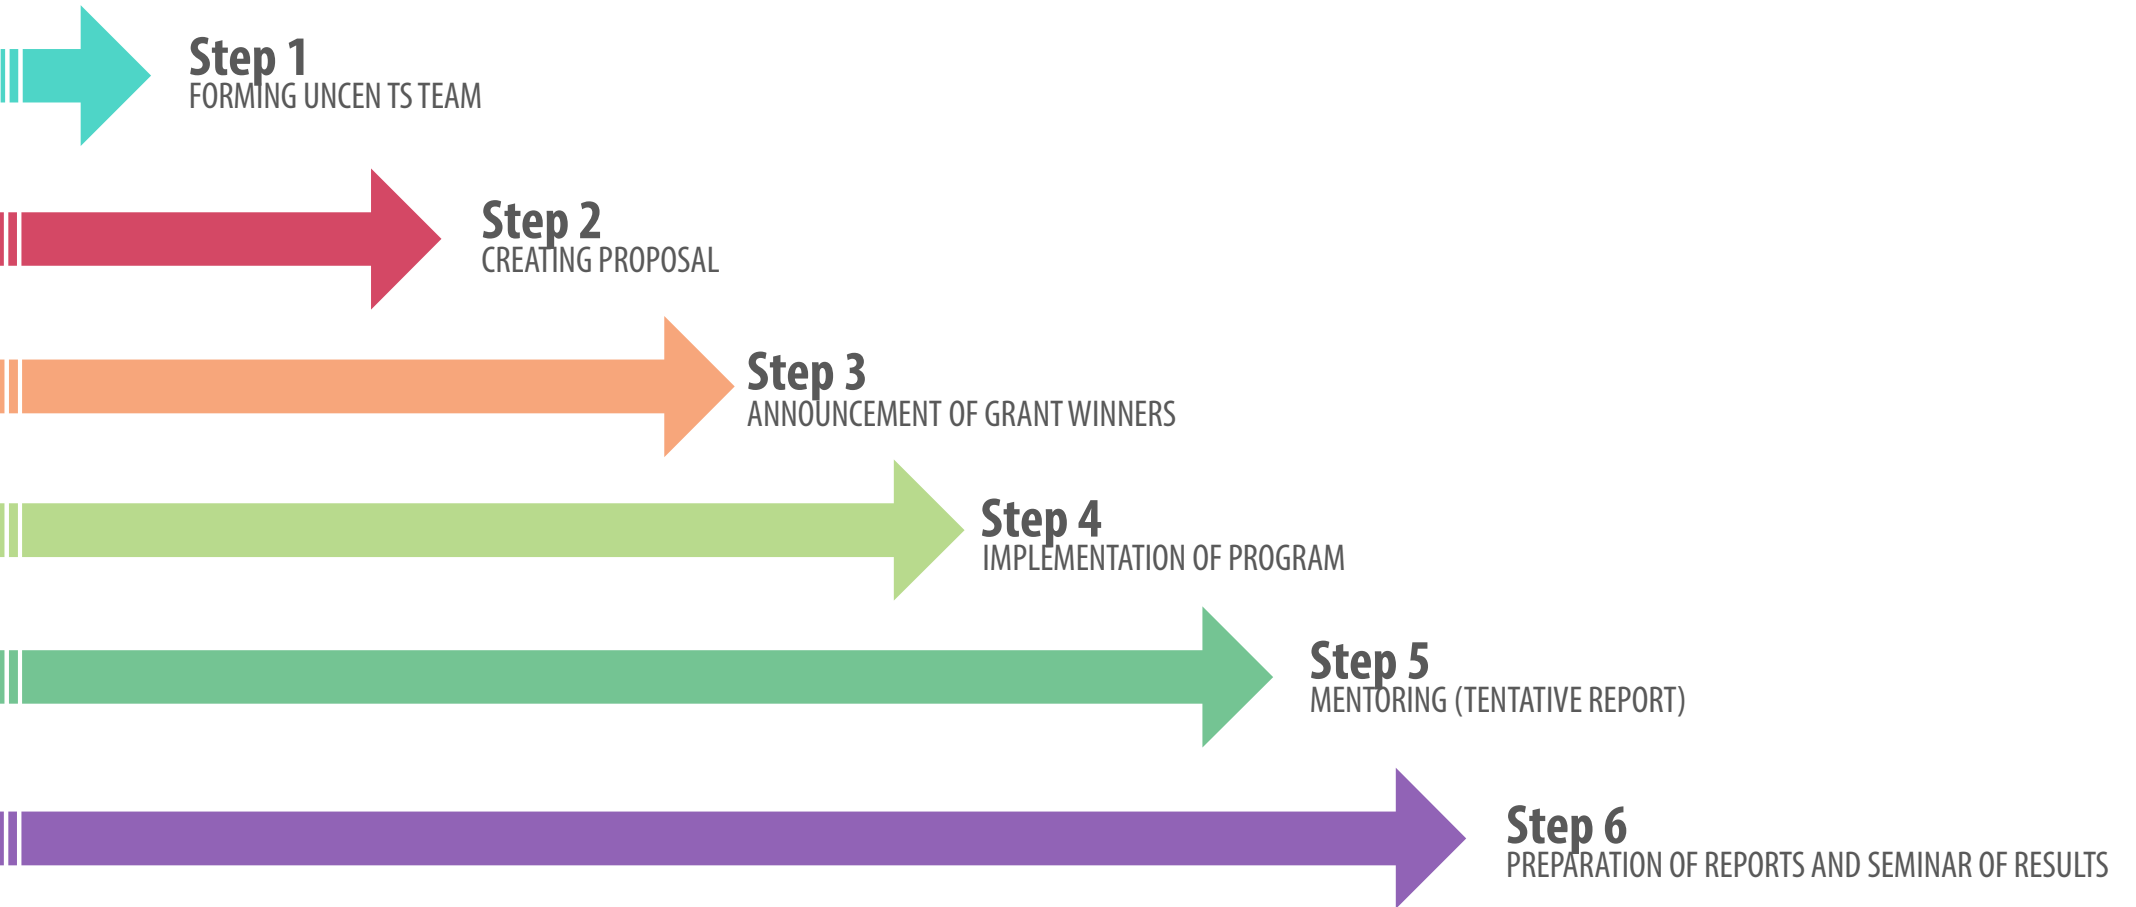 Step 1
FORMING UNCEN TS TEAM
Step 2
CREATING PROPOSAL
Step 3
ANNOUNCEMENT OF GRANT WINNERS
Step 4
IMPLEMENTATION OF PROGRAM
Step 5
MENTORING (TENTATIVE REPORT)
Step 6
PREPARATION OF REPORTS AND SEMINAR OF RESULTS